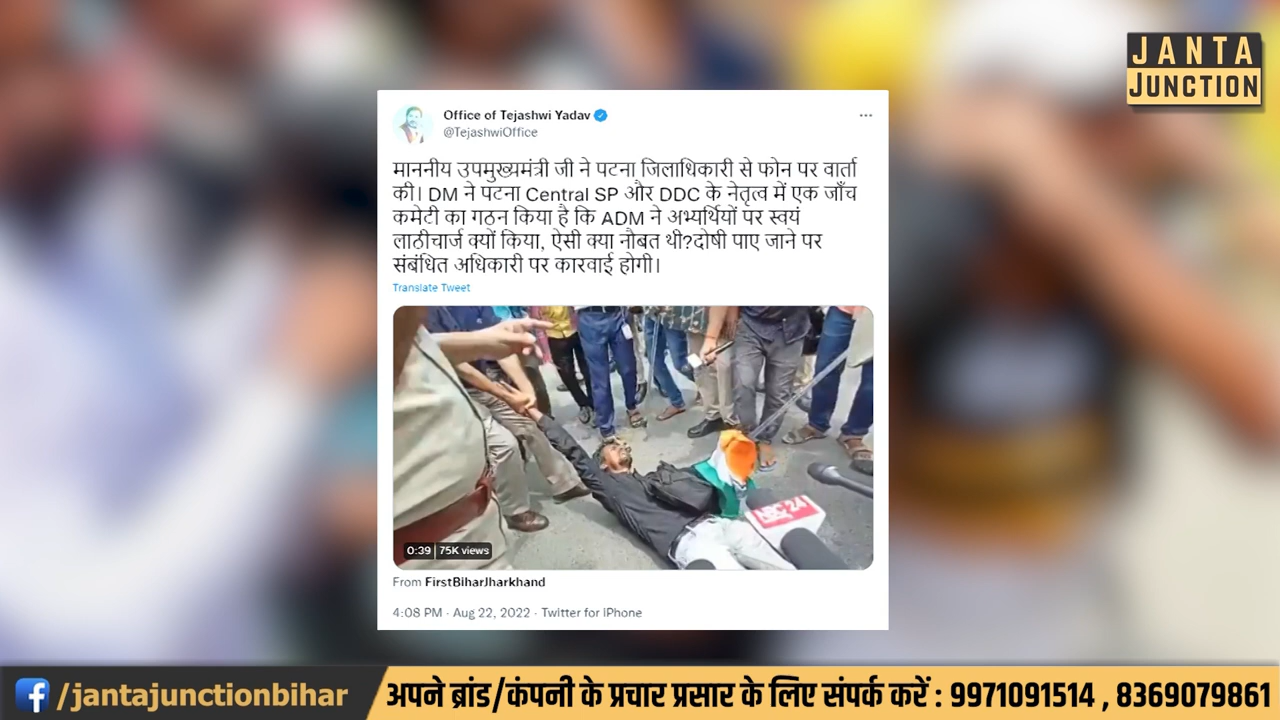 JANTA
JUNCTION
Office of Tejashwi Yadav
@TejashwiOffice
माननीय उपमुख्यमंत्री जी ने पटना जिलाधिकारी से फोन पर वार्ता
की। DM ने पटना Central SP और DDC के नेतृत्व में एक जाँच
कमेटी का गठन किया है कि ADM ने अभ्यर्थियों पर स्वयं
लाठीचार्ज क्यों किया, ऐसी क्या नौबत थी?दोषी पाए जाने पर
संबंधित अधिकारी पर कारवाई होगी।
Translate Tweet
NBC 24
0:39 | 75K views
From FirstBiharJharkhand
4:08 PM · Aug 22, 2022 · Twitter for iPhone
/jantajunctionbihar
अपने ब्रांड/कंपनी के प्रचार प्रसार के लिए संपर्क करें : 9971091514 , 8369079861